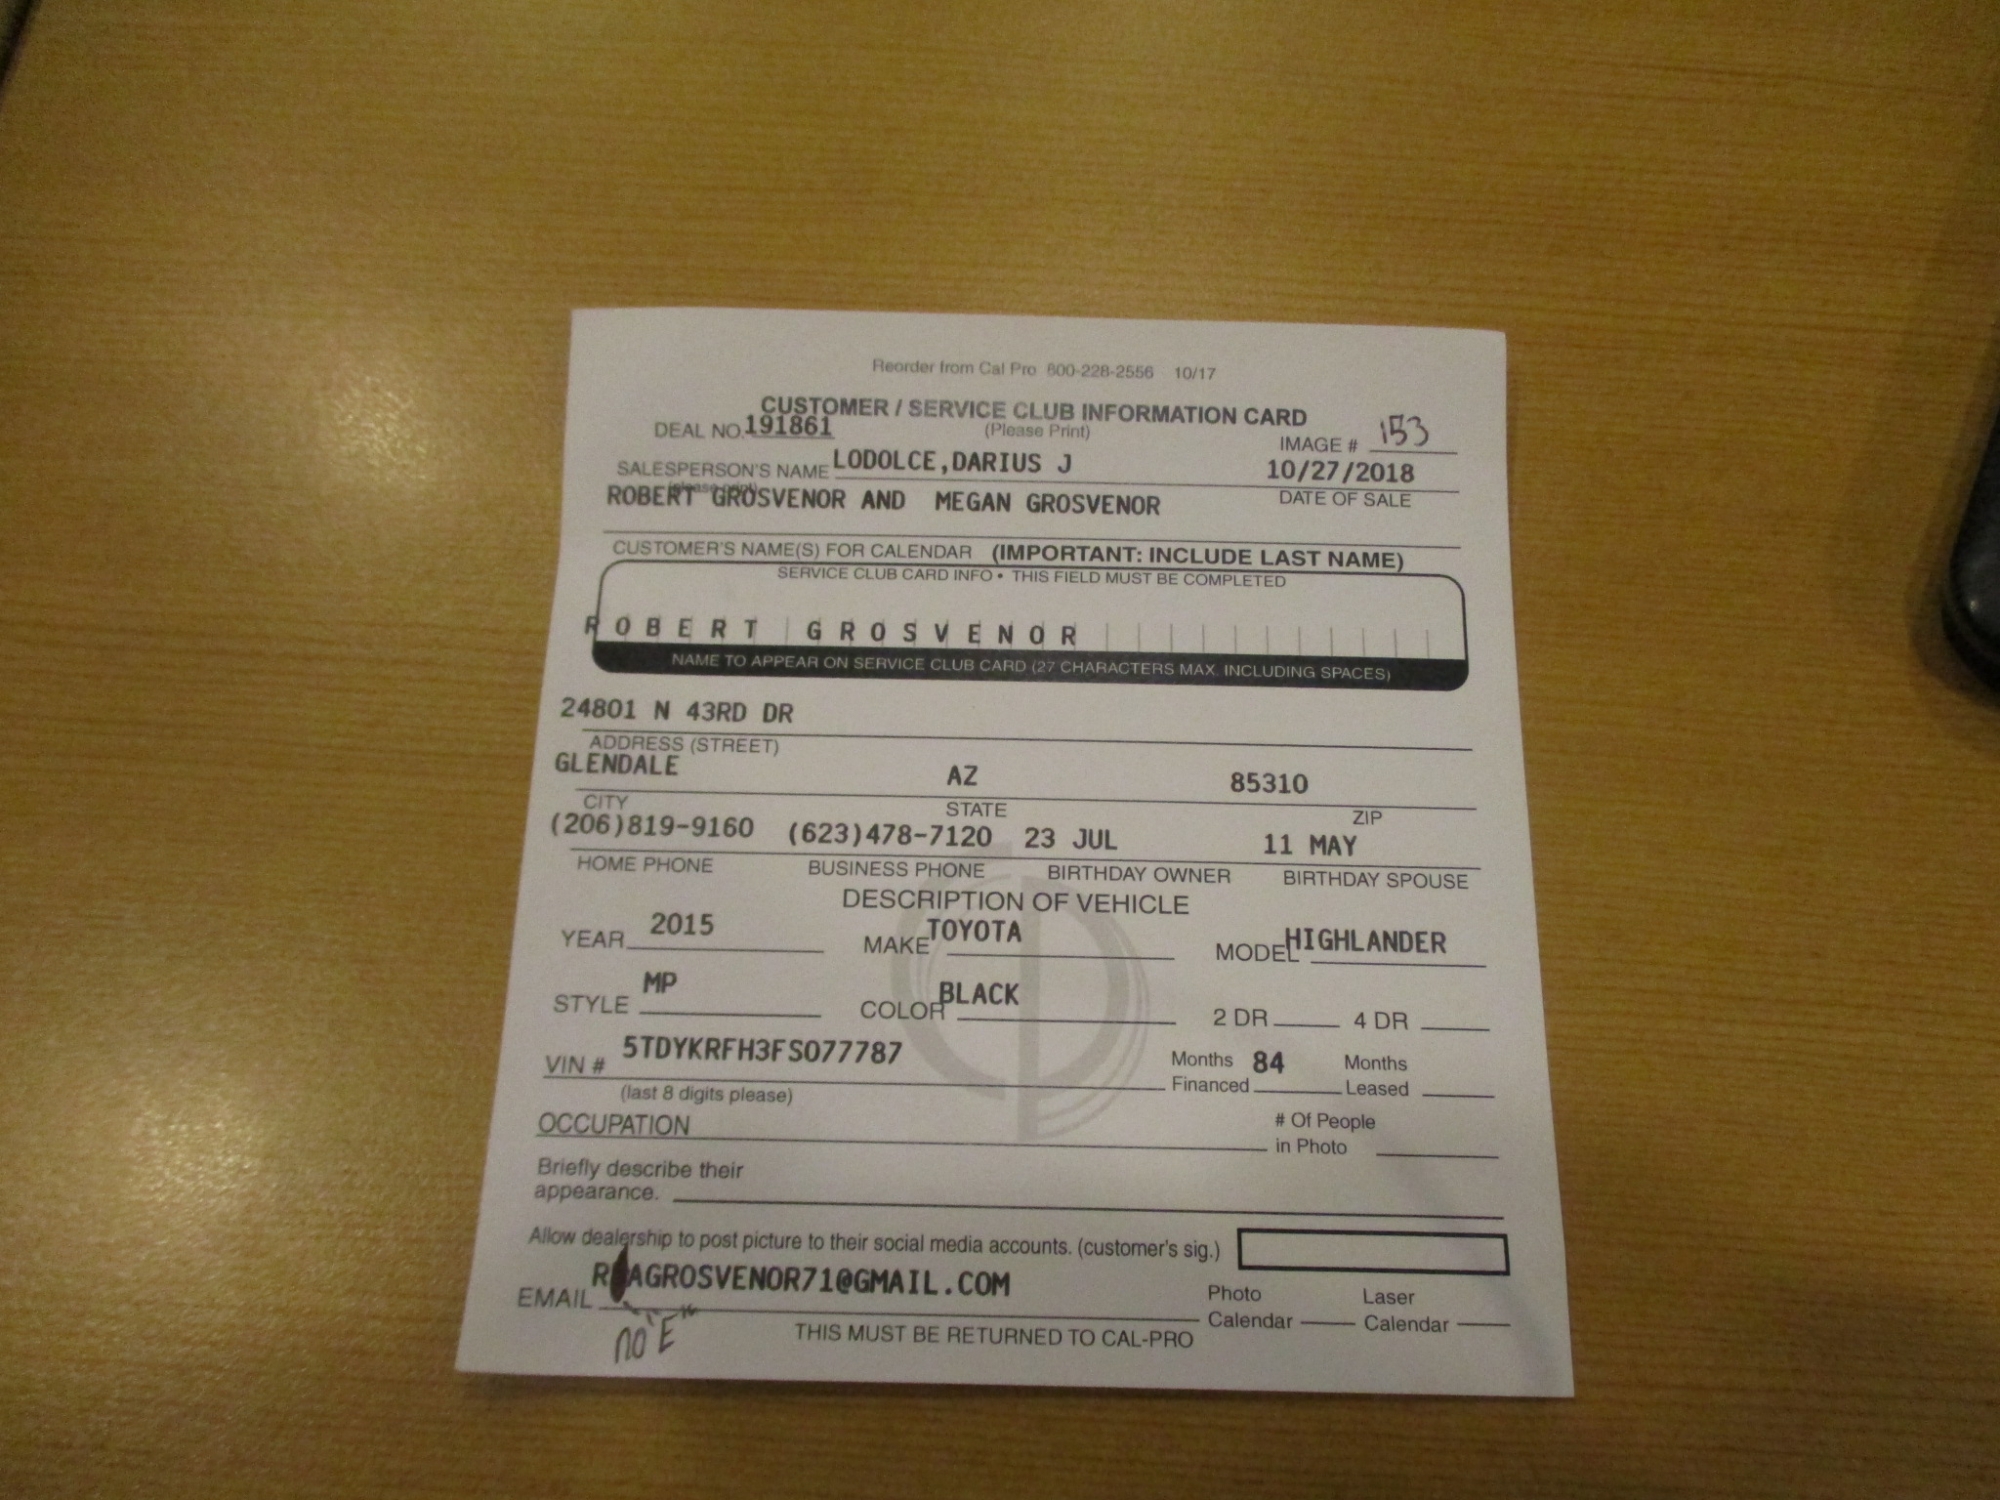 Reorder from Cal Pro 800-228-2556 10/17
CUSTOMER / SERVICE CLUB INFORMATION CARD
DEAL NO. 191861 (Please Print) IMAGE # 153
SALESPERSON'S NAME LODOLCE,DARIUS J 10/27/2018
(please print) DATE OF SALE
ROBERT GROSVENOR AND MEGAN GROSVENOR
CUSTOMER'S NAME(S) FOR CALENDAR (IMPORTANT: INCLUDE LAST NAME)
SERVICE CLUB CARD INFO • THIS FIELD MUST BE COMPLETED
ROBERT GROSVENOR
NAME TO APPEAR ON SERVICE CLUB CARD (27 CHARACTERS MAX. INCLUDING SPACES)
24801 N 43RD DR
ADDRESS (STREET)
GLENDALE AZ 85310
CITY STATE ZIP
(206)819-9160 (623)478-7120 23 JUL 11 MAY
HOME PHONE BUSINESS PHONE BIRTHDAY OWNER BIRTHDAY SPOUSE
DESCRIPTION OF VEHICLE
YEAR 2015 MAKE TOYOTA MODEL HIGHLANDER
STYLE MP COLOR BLACK 2 DR 4 DR
VIN # 5TDYKRFH3FS077787 Months Financed 84 Months Leased
(last 8 digits please)
OCCUPATION # Of People in Photo
Briefly describe their
appearance.
Allow dealership to post picture to their social media accounts. (customer's sig.)
EMAIL R AGROSVENOR71@GMAIL.COM Photo Calendar Laser Calendar
no "E"
THIS MUST BE RETURNED TO CAL-PRO